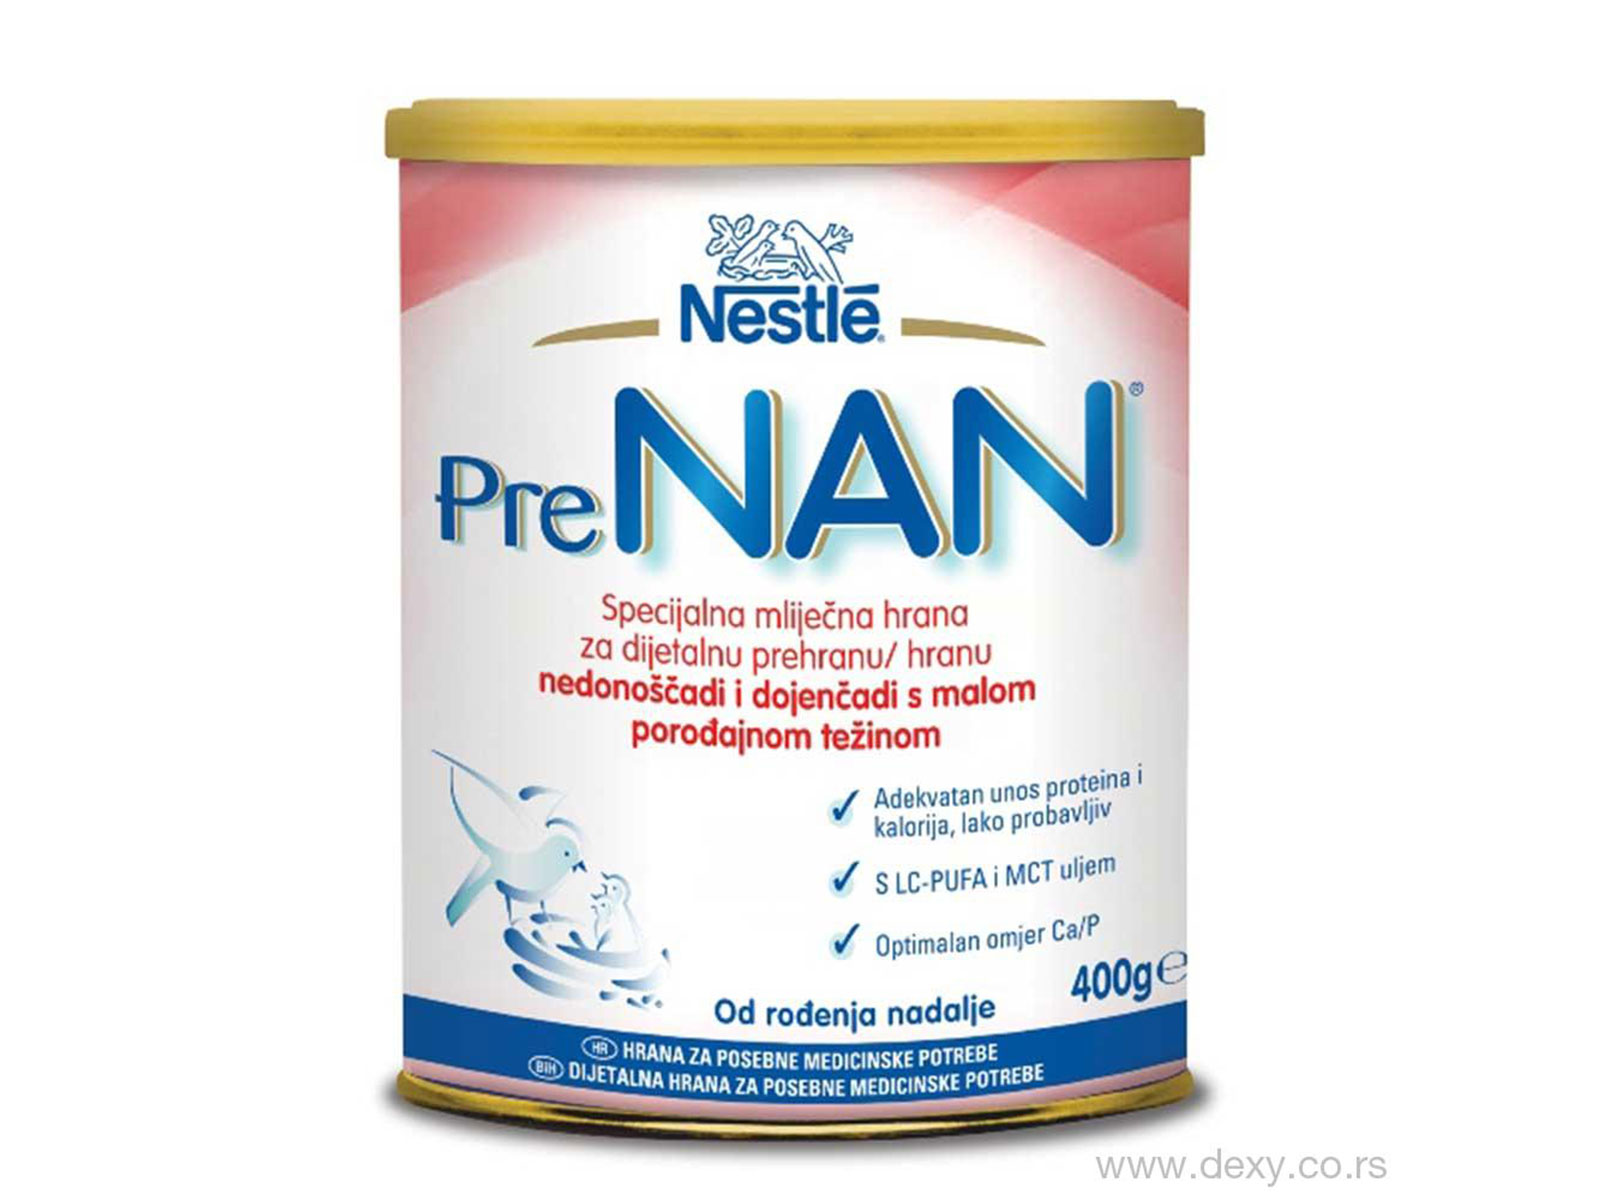 Nestlé®
PreNAN®
Specijalna mliječna hrana
za dijetalnu prehranu/ hranu
nedonoščadi i dojenčadi s malom
porođajnom težinom
✓ Adekvatan unos proteina i
kalorija, lako probavljiv
✓ S LC-PUFA i MCT uljem
✓ Optimalan omjer Ca/P
400g℮
Od rođenja nadalje
HR HRANA ZA POSEBNE MEDICINSKE POTREBE
BIH DIJETALNA HRANA ZA POSEBNE MEDICINSKE POTREBE
www.dexy.co.rs